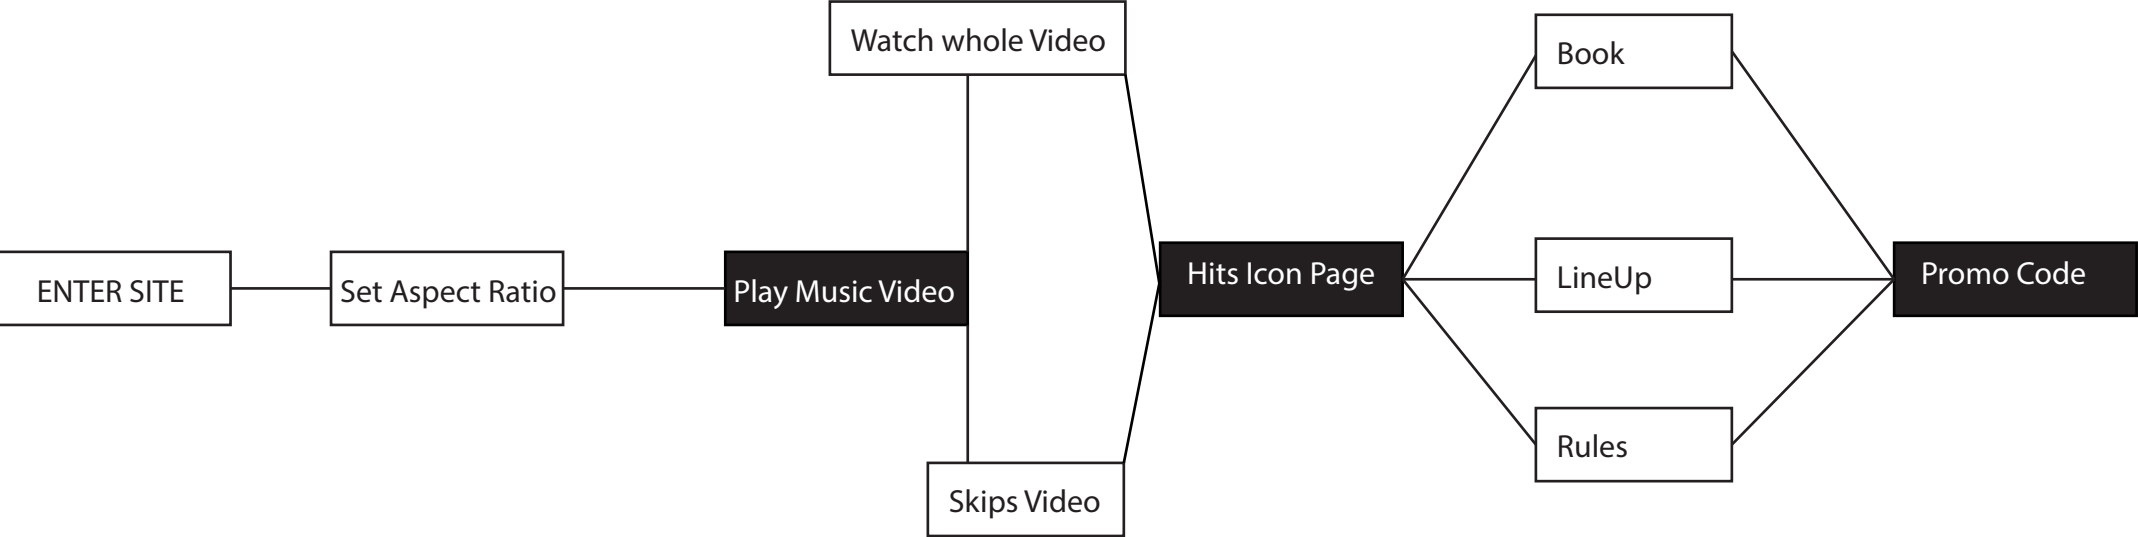 ENTER SITE
Set Aspect Ratio
Play Music Video
Watch whole Video
Skips Video
Hits Icon Page
Book
LineUp
Rules
Promo Code